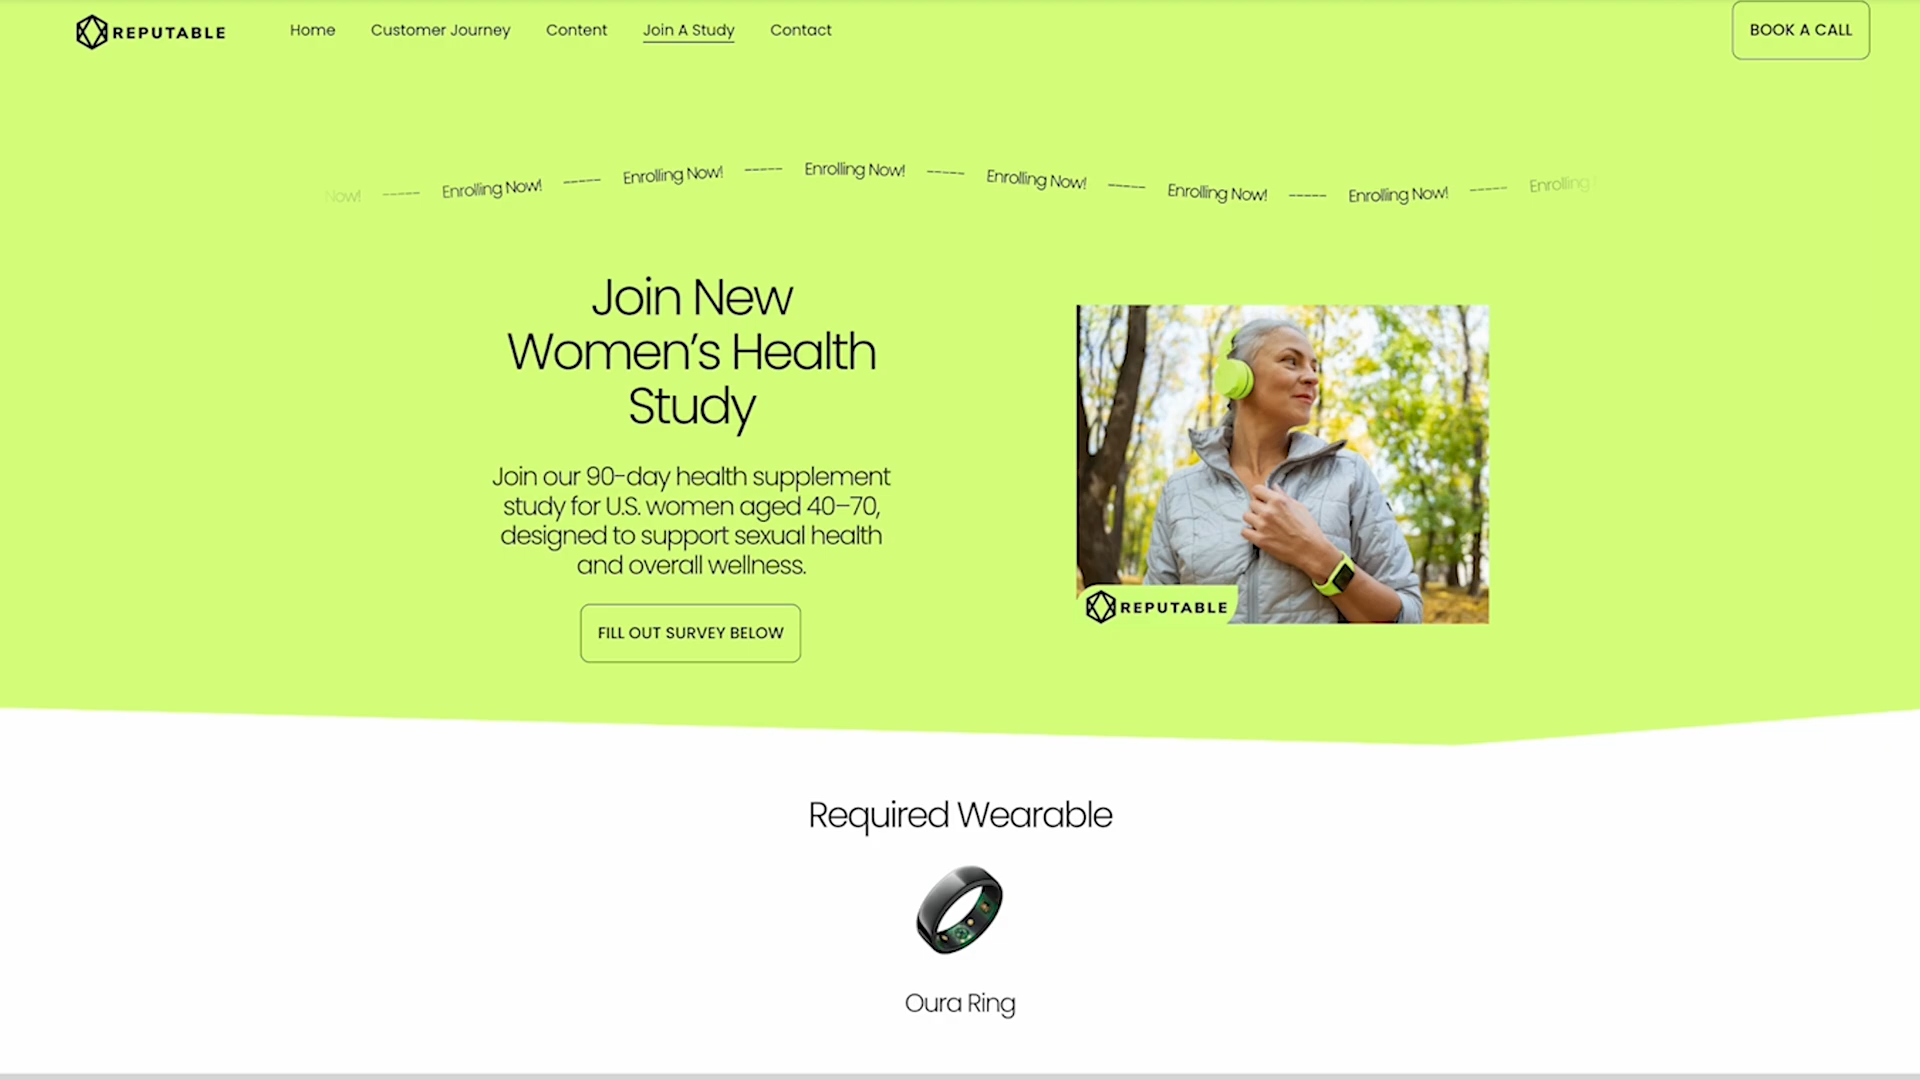 REPUTABLE
Home
Customer Journey
Content
Join A Study
Contact
BOOK A CALL
Now! ----- Enrolling Now! ----- Enrolling Now! ----- Enrolling Now! ----- Enrolling Now! ----- Enrolling Now! ----- Enrolling Now! ----- Enrolling
Join New
Women’s Health
Study
Join our 90-day health supplement
study for U.S. women aged 40–70,
designed to support sexual health
and overall wellness.
FILL OUT SURVEY BELOW
REPUTABLE
Required Wearable
Oura Ring